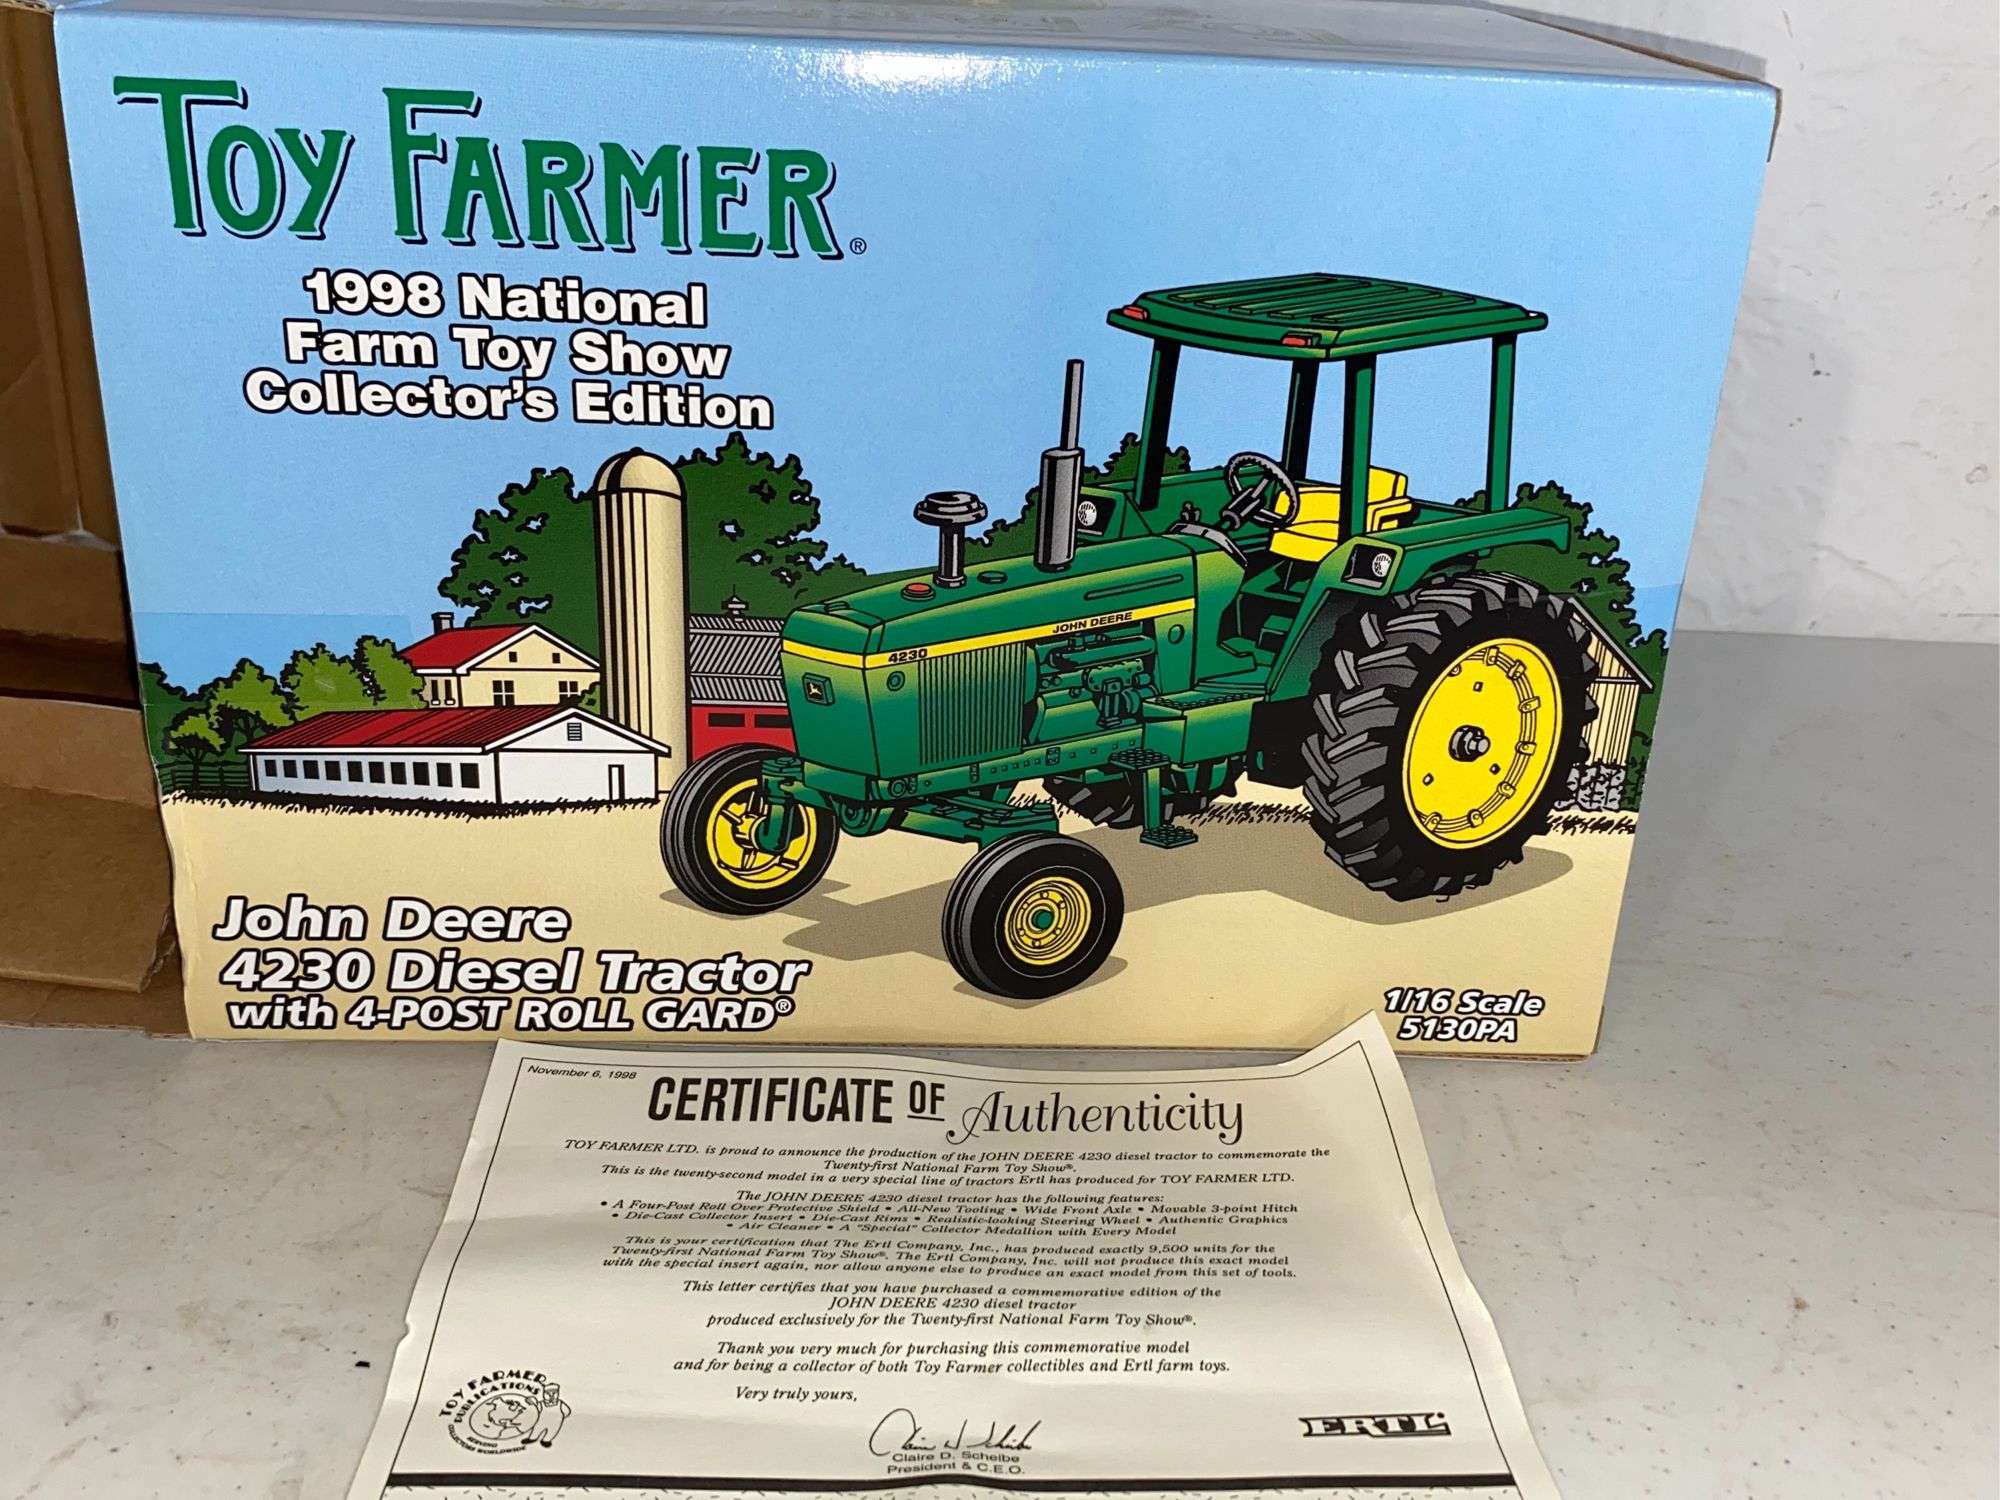 TOY FARMER®
1998 National
Farm Toy Show
Collector's Edition
JOHN DEERE
4230
John Deere
4230 Diesel Tractor
with 4-POST ROLL GARD®
1/16 Scale
5130PA
November 6, 1998
CERTIFICATE OF Authenticity
TOY FARMER LTD. is proud to announce the production of the JOHN DEERE 4230 diesel tractor to commemorate the
Twenty-first National Farm Toy Show®.
This is the twenty-second model in a very special line of tractors Ertl has produced for TOY FARMER LTD.
The JOHN DEERE 4230 diesel tractor has the following features:
• A Four-Post Roll Over Protective Shield • All-New Tooling • Wide Front Axle • Movable 3-point Hitch
• Die-Cast Collector Insert • Die-Cast Rims • Realistic-looking Steering Wheel • Authentic Graphics
• Air Cleaner • A "Special" Collector Medallion with Every Model
This is your certification that The Ertl Company, Inc., has produced exactly 9,500 units for the
Twenty-first National Farm Toy Show®. The Ertl Company, Inc. will not produce this exact model
with the special insert again, nor allow anyone else to produce an exact model from this set of tools.
This letter certifies that you have purchased a commemorative edition of the
JOHN DEERE 4230 diesel tractor
produced exclusively for the Twenty-first National Farm Toy Show®.
Thank you very much for purchasing this commemorative model
and for being a collector of both Toy Farmer collectibles and Ertl farm toys.
Very truly yours,
TOY FARMER
PUBLICATIONS
SERVING
COLLECTORS WORLDWIDE
Claire D. Scheibe
Claire D. Scheibe
President & C.E.O.
ERTL